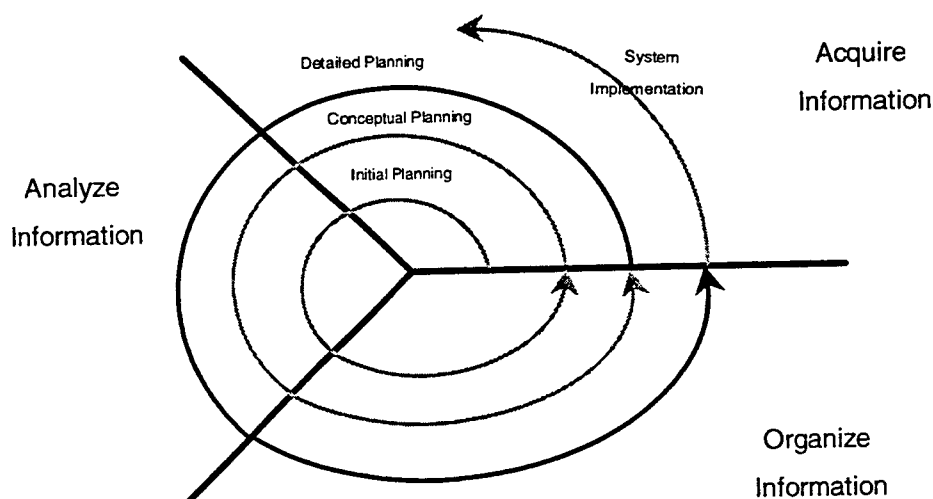 Detailed Planning
System
Implementation
Acquire
Information
Conceptual Planning
Initial Planning
Analyze
Information
Organize
Information